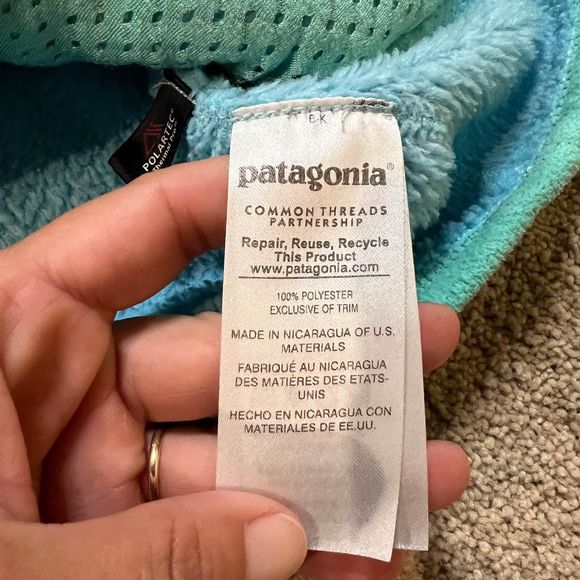 POLARTEC®
EK
patagonia®
COMMON THREADS
PARTNERSHIP
Repair, Reuse, Recycle
This Product
www.patagonia.com
100% POLYESTER
EXCLUSIVE OF TRIM
MADE IN NICARAGUA OF U.S.
MATERIALS
FABRIQUÉ AU NICARAGUA
DES MATIÈRES DES ETATS-
UNIS
HECHO EN NICARAGUA CON
MATERIALES DE EE.UU.